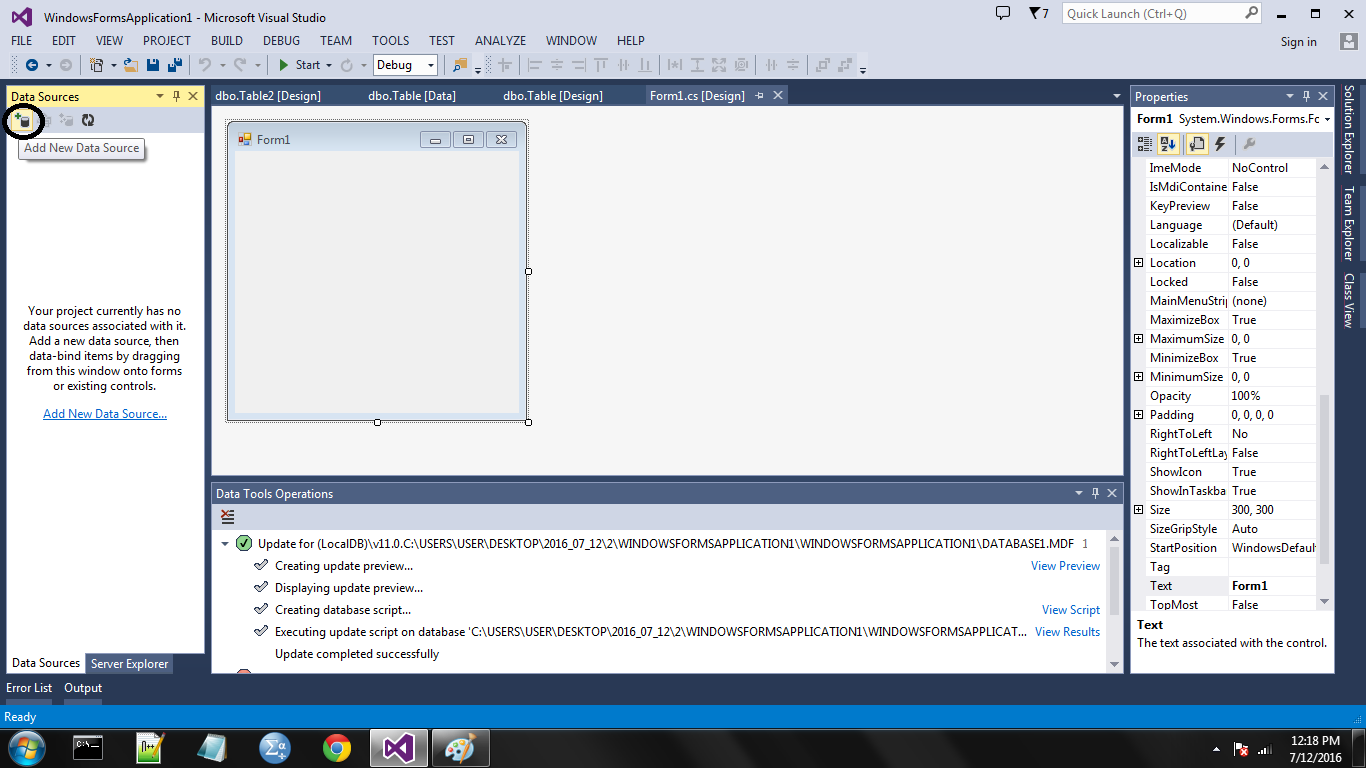 WindowsFormsApplication1 - Microsoft Visual Studio
7
Quick Launch (Ctrl+Q)
FILE EDIT VIEW PROJECT BUILD DEBUG TEAM TOOLS TEST ANALYZE WINDOW HELP
Sign in
Start
Debug
Data Sources
Add New Data Source
Your project currently has no
data sources associated with it.
Add a new data source, then
data-bind items by dragging
from this window onto forms
or existing controls.
Add New Data Source...
Data Sources Server Explorer
dbo.Table2 [Design] dbo.Table [Data] dbo.Table [Design] Form1.cs [Design]
Form1
Data Tools Operations
Update for (LocalDB)\v11.0.C:\USERS\USER\DESKTOP\2016_07_12\2\WINDOWSFORMSAPPLICATION1\WINDOWSFORMSAPPLICATION1\DATABASE1.MDF 1
Creating update preview... View Preview
Displaying update preview...
Creating database script... View Script
Executing update script on database 'C:\USERS\USER\DESKTOP\2016_07_12\2\WINDOWSFORMSAPPLICATION1\WINDOWSFORMSAPPLICAT... View Results
Update completed successfully
Properties
Form1 System.Windows.Forms.Fc
ImeMode NoControl
IsMdiContaine False
KeyPreview False
Language (Default)
Localizable False
Location 0, 0
Locked False
MainMenuStrip (none)
MaximizeBox True
MaximumSize 0, 0
MinimizeBox True
MinimumSize 0, 0
Opacity 100%
Padding 0, 0, 0, 0
RightToLeft No
RightToLeftLay False
ShowIcon True
ShowInTaskba True
Size 300, 300
SizeGripStyle Auto
StartPosition WindowsDefaul
Tag
Text Form1
TopMost False
Text
The text associated with the control.
Solution Explorer
Team Explorer
Class View
Error List Output
Ready
12:18 PM
7/12/2016